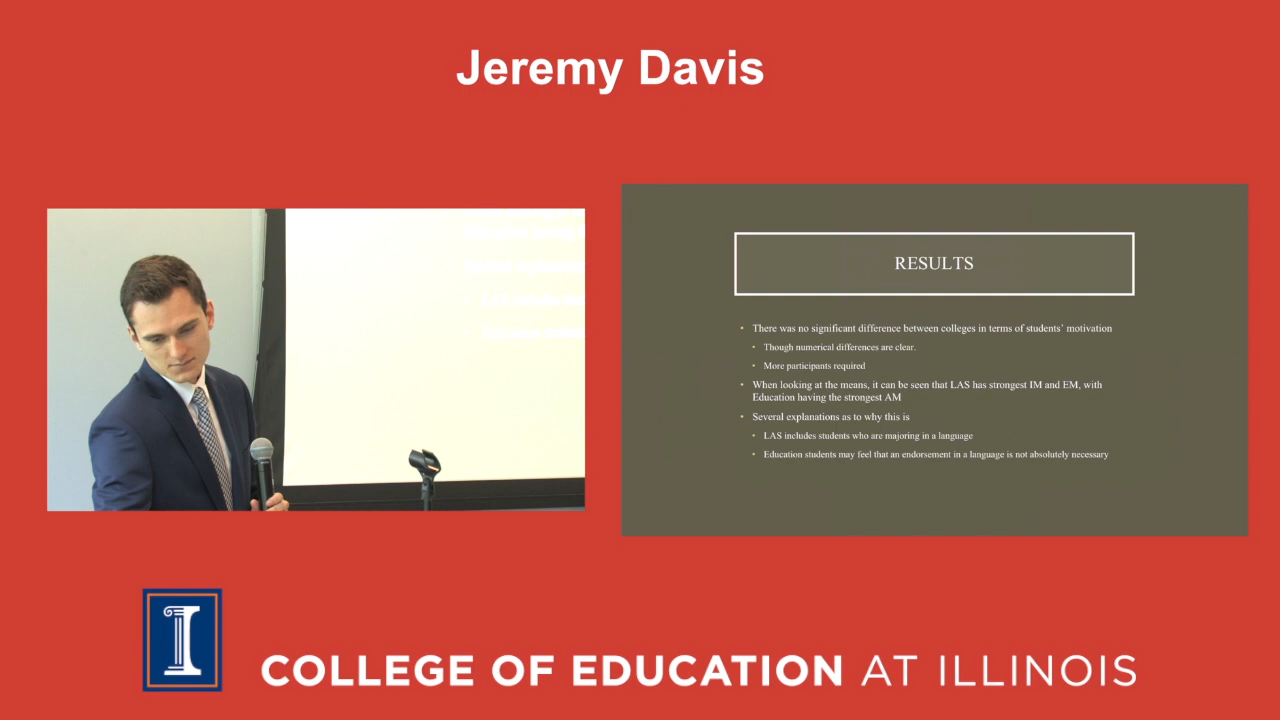 Jeremy Davis
RESULTS
• There was no significant difference between colleges in terms of students' motivation
• Though numerical differences are clear.
• More participants required
• When looking at the means, it can be seen that LAS has strongest IM and EM, with
Education having the strongest AM
• Several explanations as to why this is
• LAS includes students who are majoring in a language
• Education students may feel that an endorsement in a language is not absolutely necessary
I
COLLEGE OF EDUCATION AT ILLINOIS